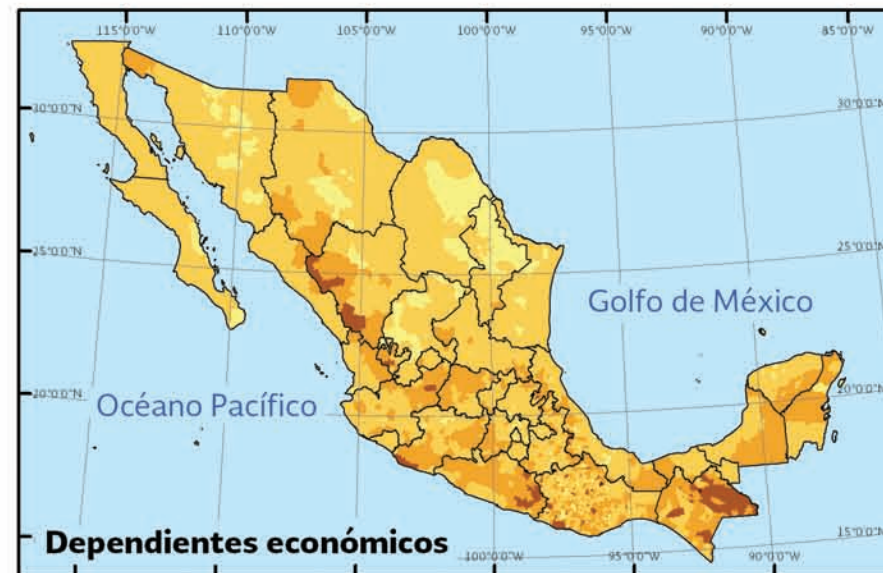 115°0'0"W 110°0'0"W 105°0'0"W 100°0'0"W 95°0'0"W 90°0'0"W 85°0'0"W
30°0'0"N 30°0'0"N
25°0'0"N 25°0'0"N
Golfo de México
20°0'0"N 20°0'0"N
Océano Pacífico
15°0'0"N
Dependientes económicos
100°0'0"W 95°0'0"W 90°0'0"W